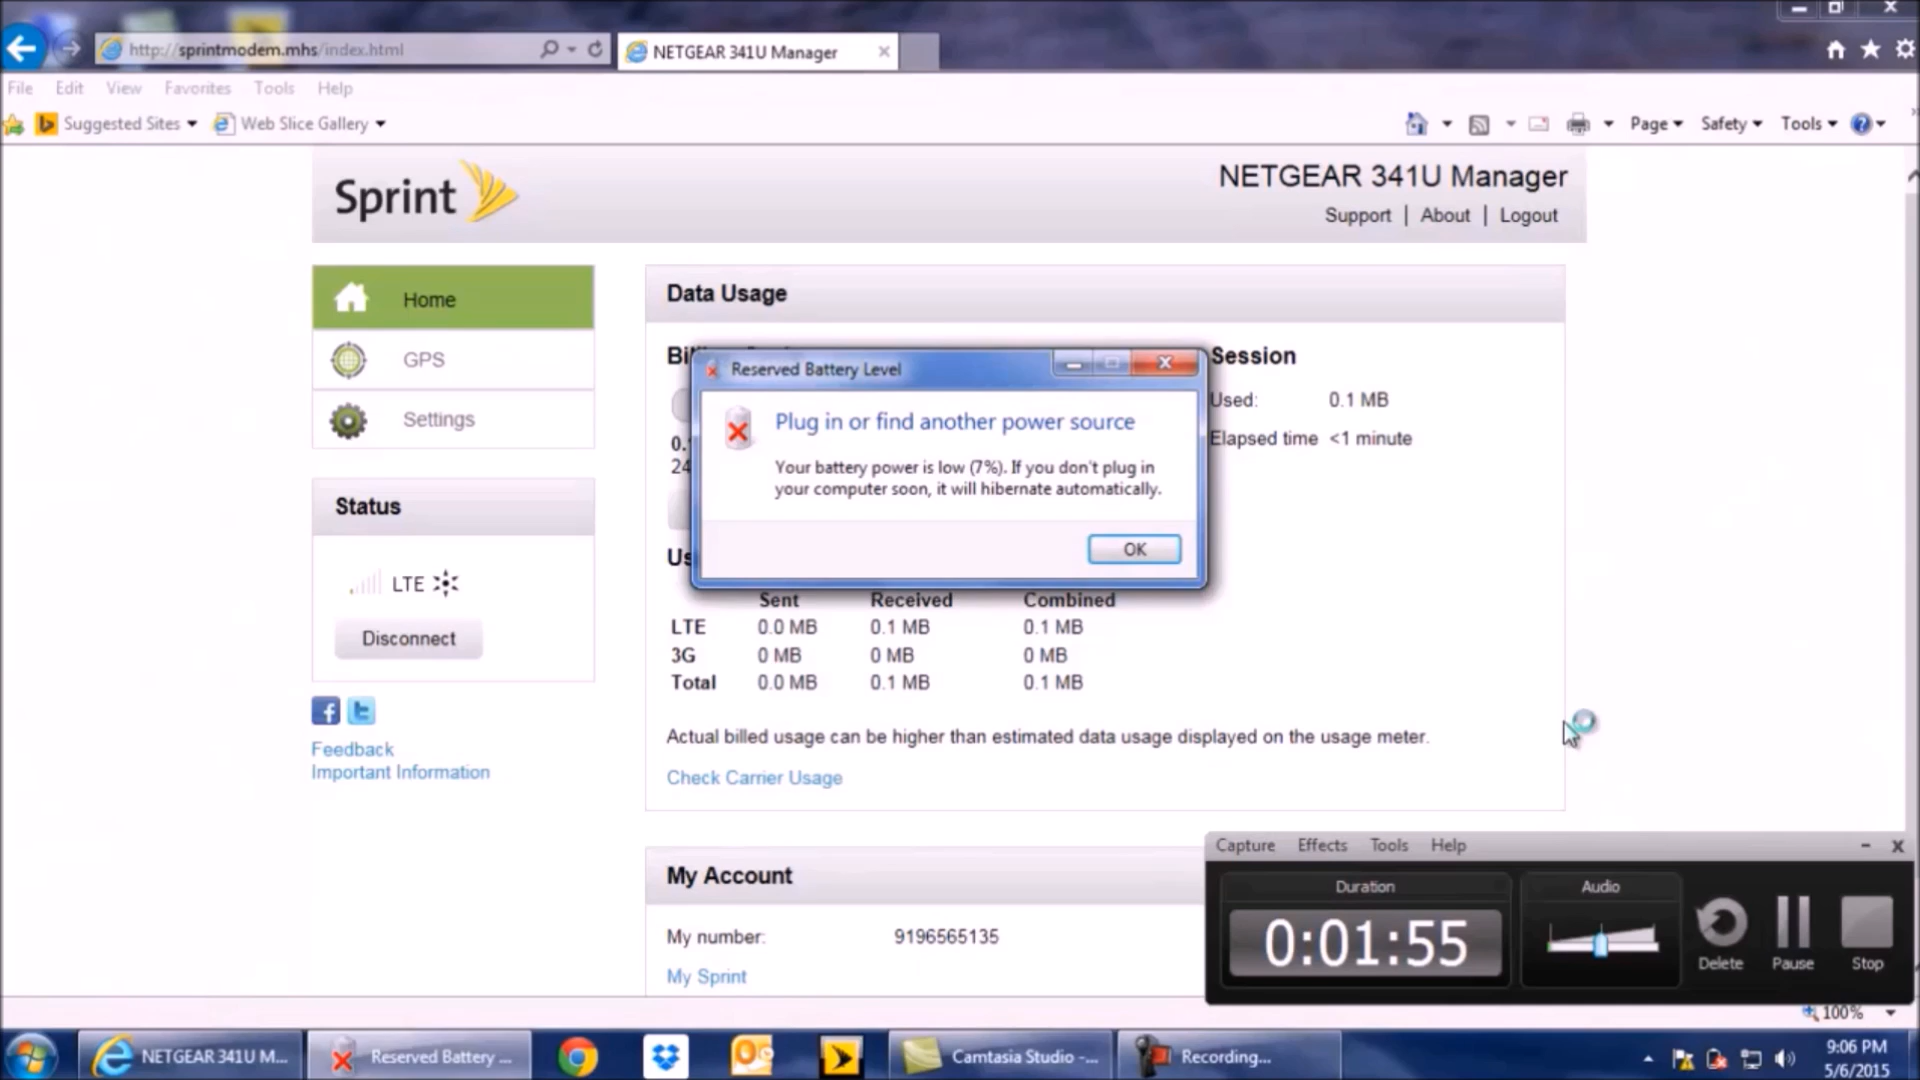 http://sprintmodem.mhs/index.html
NETGEAR 341U Manager
File Edit View Favorites Tools Help
Suggested Sites Web Slice Gallery
Page Safety Tools
Sprint
NETGEAR 341U Manager
Support | About | Logout
Home
GPS
Settings
Status
LTE
Disconnect
Feedback
Important Information
Data Usage
Session
Used: 0.1 MB
Elapsed time <1 minute
Reserved Battery Level
Plug in or find another power source
Your battery power is low (7%). If you don't plug in
your computer soon, it will hibernate automatically.
OK
Sent Received Combined
LTE 0.0 MB 0.1 MB 0.1 MB
3G 0 MB 0 MB 0 MB
Total 0.0 MB 0.1 MB 0.1 MB
Actual billed usage can be higher than estimated data usage displayed on the usage meter.
Check Carrier Usage
My Account
My number: 9196565135
My Sprint
Capture Effects Tools Help
Duration
0:01:55
Audio
Delete Pause Stop
100%
NETGEAR 341U M...
Reserved Battery ...
Camtasia Studio -...
Recording...
9:06 PM
5/6/2015